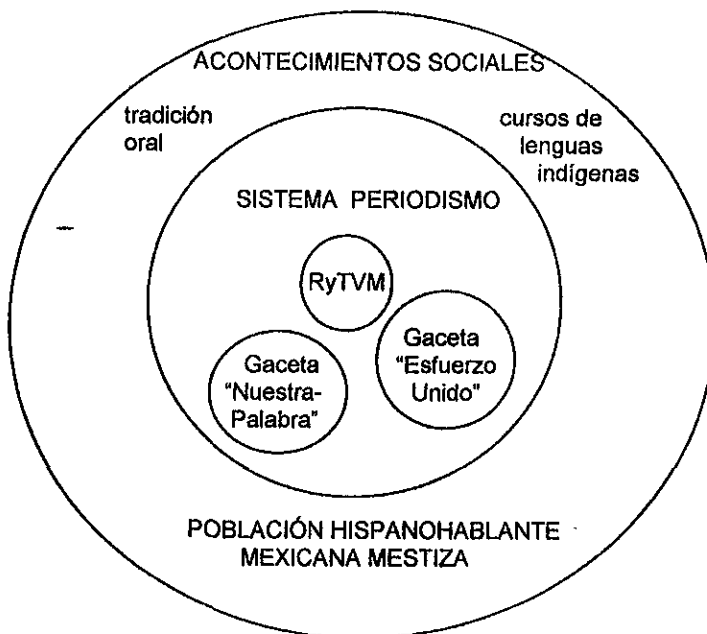 ACONTECIMIENTOS SOCIALES
tradición
oral
cursos de
lenguas
indígenas
SISTEMA PERIODISMO
RyTVM
Gaceta
"Esfuerzo
Unido"
Gaceta
"Nuestra-
Palabra"
POBLACIÓN HISPANOHABLANTE
MEXICANA MESTIZA